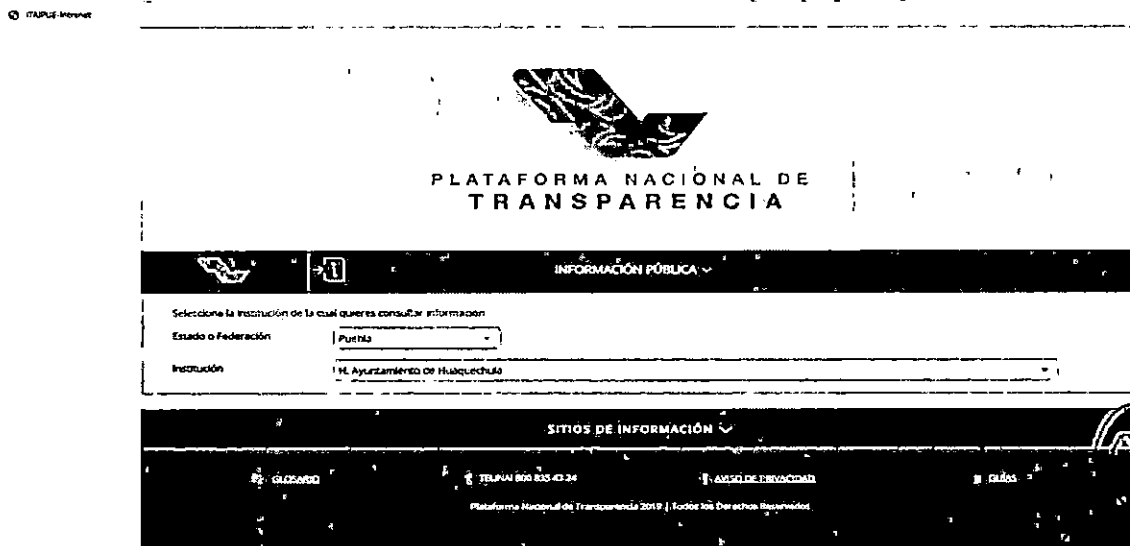 ITAIPUE-Intranet
PLATAFORMA NACIONAL DE
TRANSPARENCIA
INFORMACIÓN PÚBLICA
Selecciona la institución de la cual quieres consultar información
Estado o Federación Puebla
Institución H. Ayuntamiento de Huaquechula
SITIOS DE INFORMACIÓN
GLOSARIO TELINAI 800 835 43 24 AVISO DE PRIVACIDAD GUÍAS
Plataforma Nacional de Transparencia 2019 | Todos los Derechos Reservados